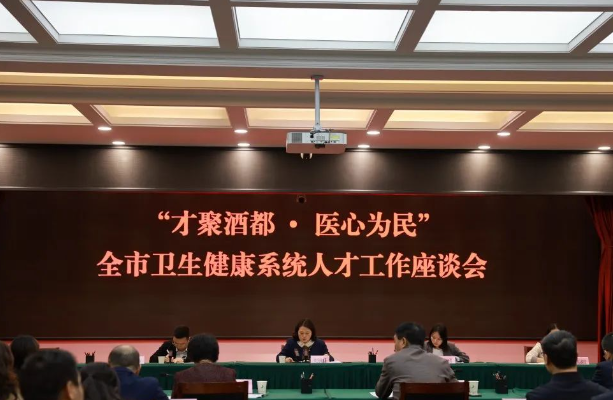 “才聚酒都 · 医心为民”
全市卫生健康系统人才工作座谈会